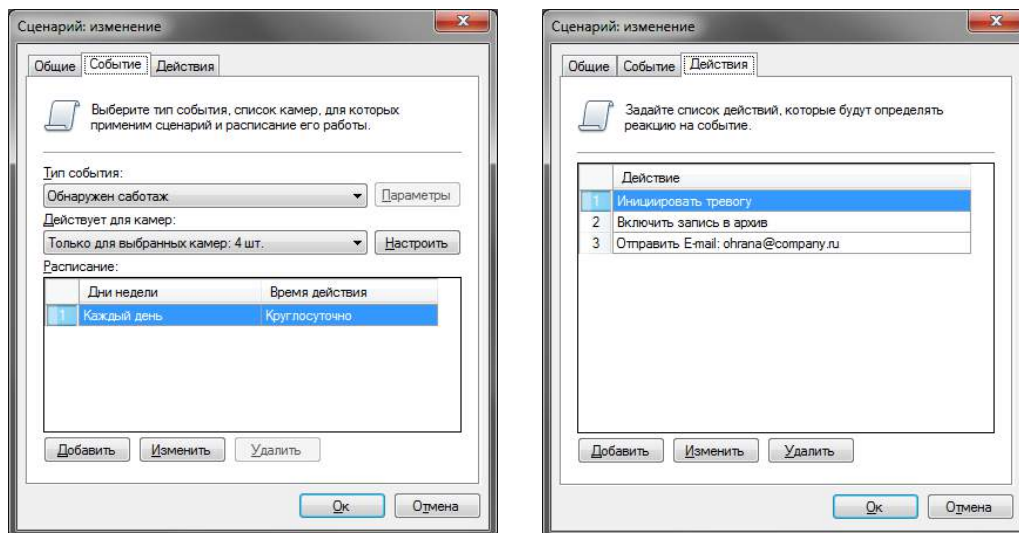 Сценарий: изменение
Общие Событие Действия
Выберите тип события, список камер, для которых
применим сценарий и расписание его работы.
Тип события:
Обнаружен саботаж
Параметры
Действует для камер:
Только для выбранных камер: 4 шт.
Настроить
Расписание:
Дни недели Время действия
1 Каждый день Круглосуточно
Добавить Изменить Удалить
Ок Отмена
Сценарий: изменение
Общие Событие Действия
Задайте список действий, которые будут определять
реакцию на событие.
Действие
1 Инициировать тревогу
2 Включить запись в архив
3 Отправить E-mail: ohrana@company.ru
Добавить Изменить Удалить
Ок Отмена